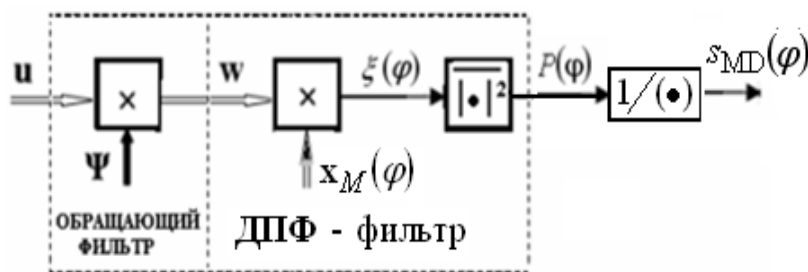 u
×
Ψ
w
×
x_M(φ)
ξ(φ)
|•|²
P(φ)
1/(•)
s_MD(φ)
ОБРАЩАЮЩИЙ
ФИЛЬТР
ДПФ - фильтр